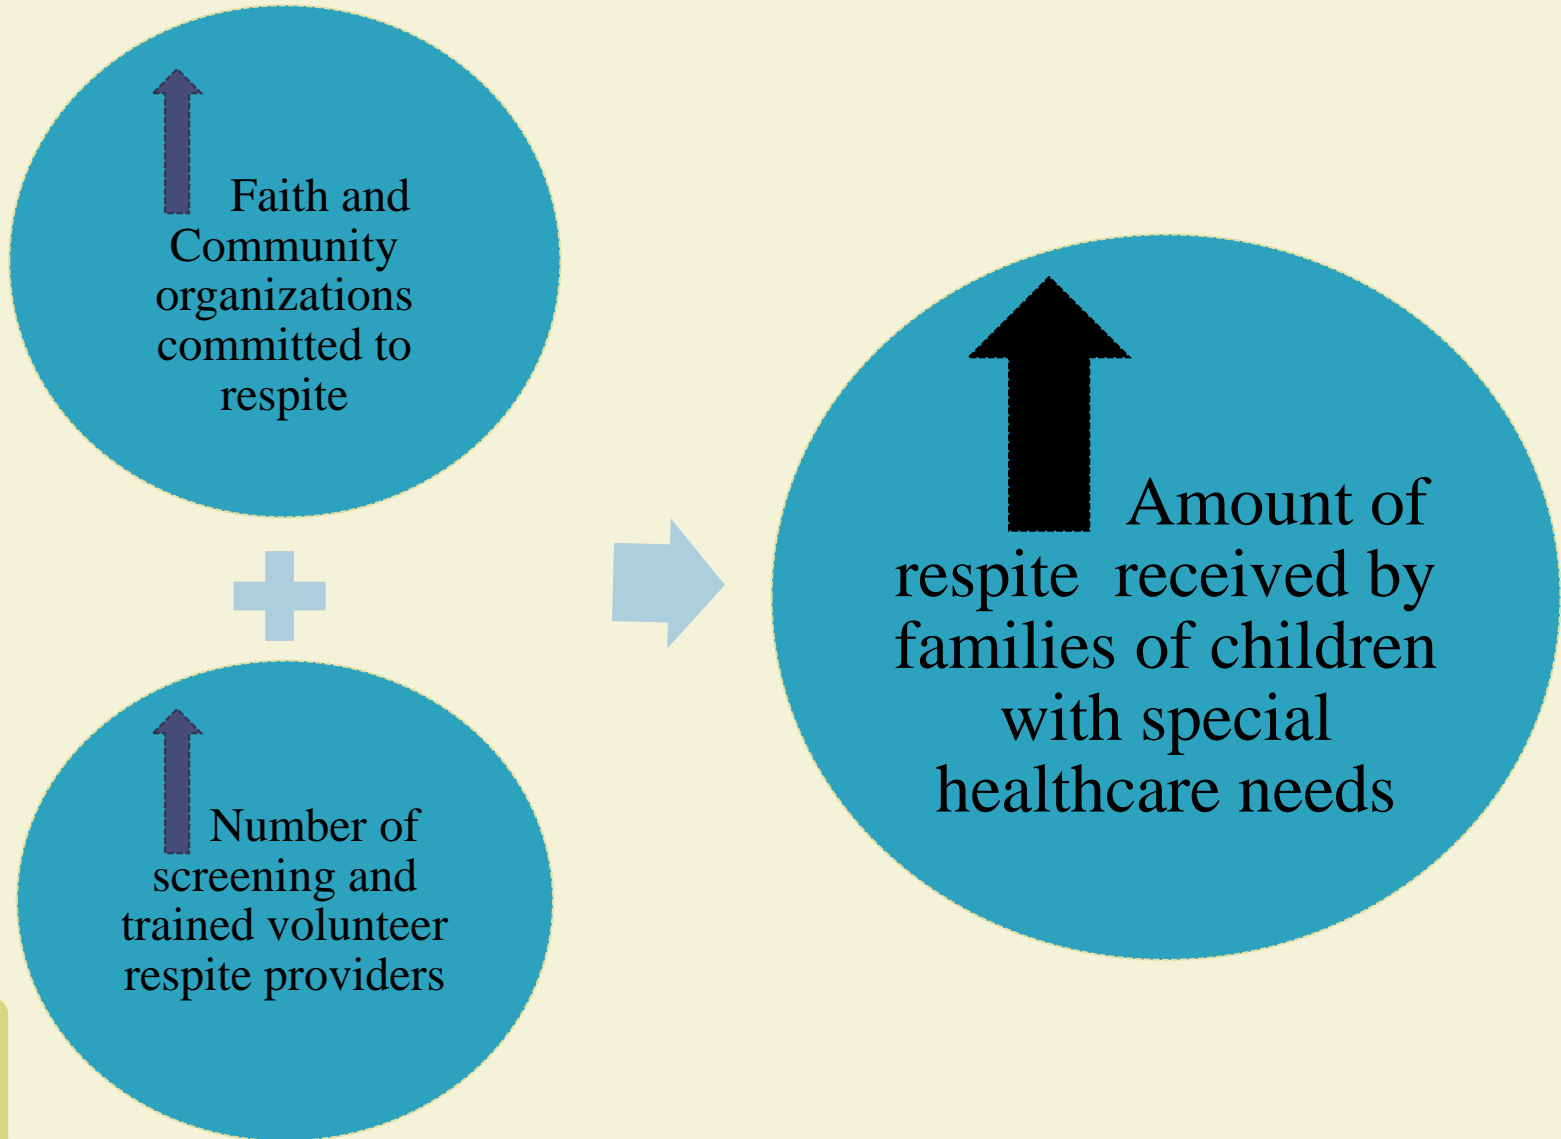 Faith and
Community
organizations
committed to
respite
Number of
screening and
trained volunteer
respite providers
Amount of
respite  received by
families of children
with special
healthcare needs